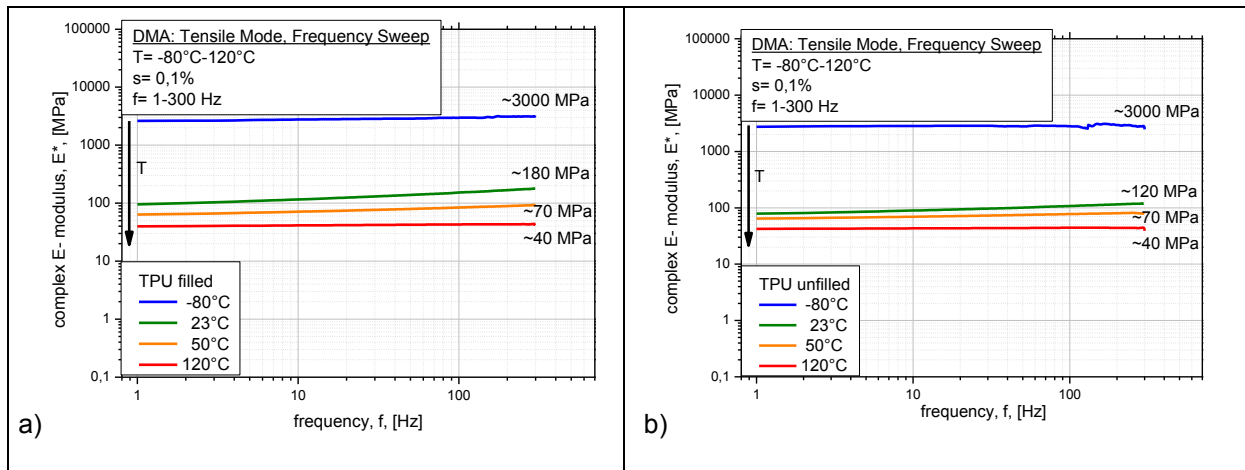 DMA: Tensile Mode, Frequency Sweep
T= -80°C-120°C
s= 0,1%
f= 1-300 Hz
100000
10000
1000
100
10
1
0,1
complex E- modulus, E*, [MPa]
T
~3000 MPa
~180 MPa
~70 MPa
~40 MPa
TPU filled
-80°C
23°C
50°C
120°C
1
10
100
frequency, f, [Hz]
a)
DMA: Tensile Mode, Frequency Sweep
T= -80°C-120°C
s= 0,1%
f= 1-300 Hz
100000
10000
1000
100
10
1
0,1
complex E- modulus, E*, [MPa]
T
~3000 MPa
~120 MPa
~70 MPa
~40 MPa
TPU unfilled
-80°C
23°C
50°C
120°C
1
10
100
frequency, f, [Hz]
b)